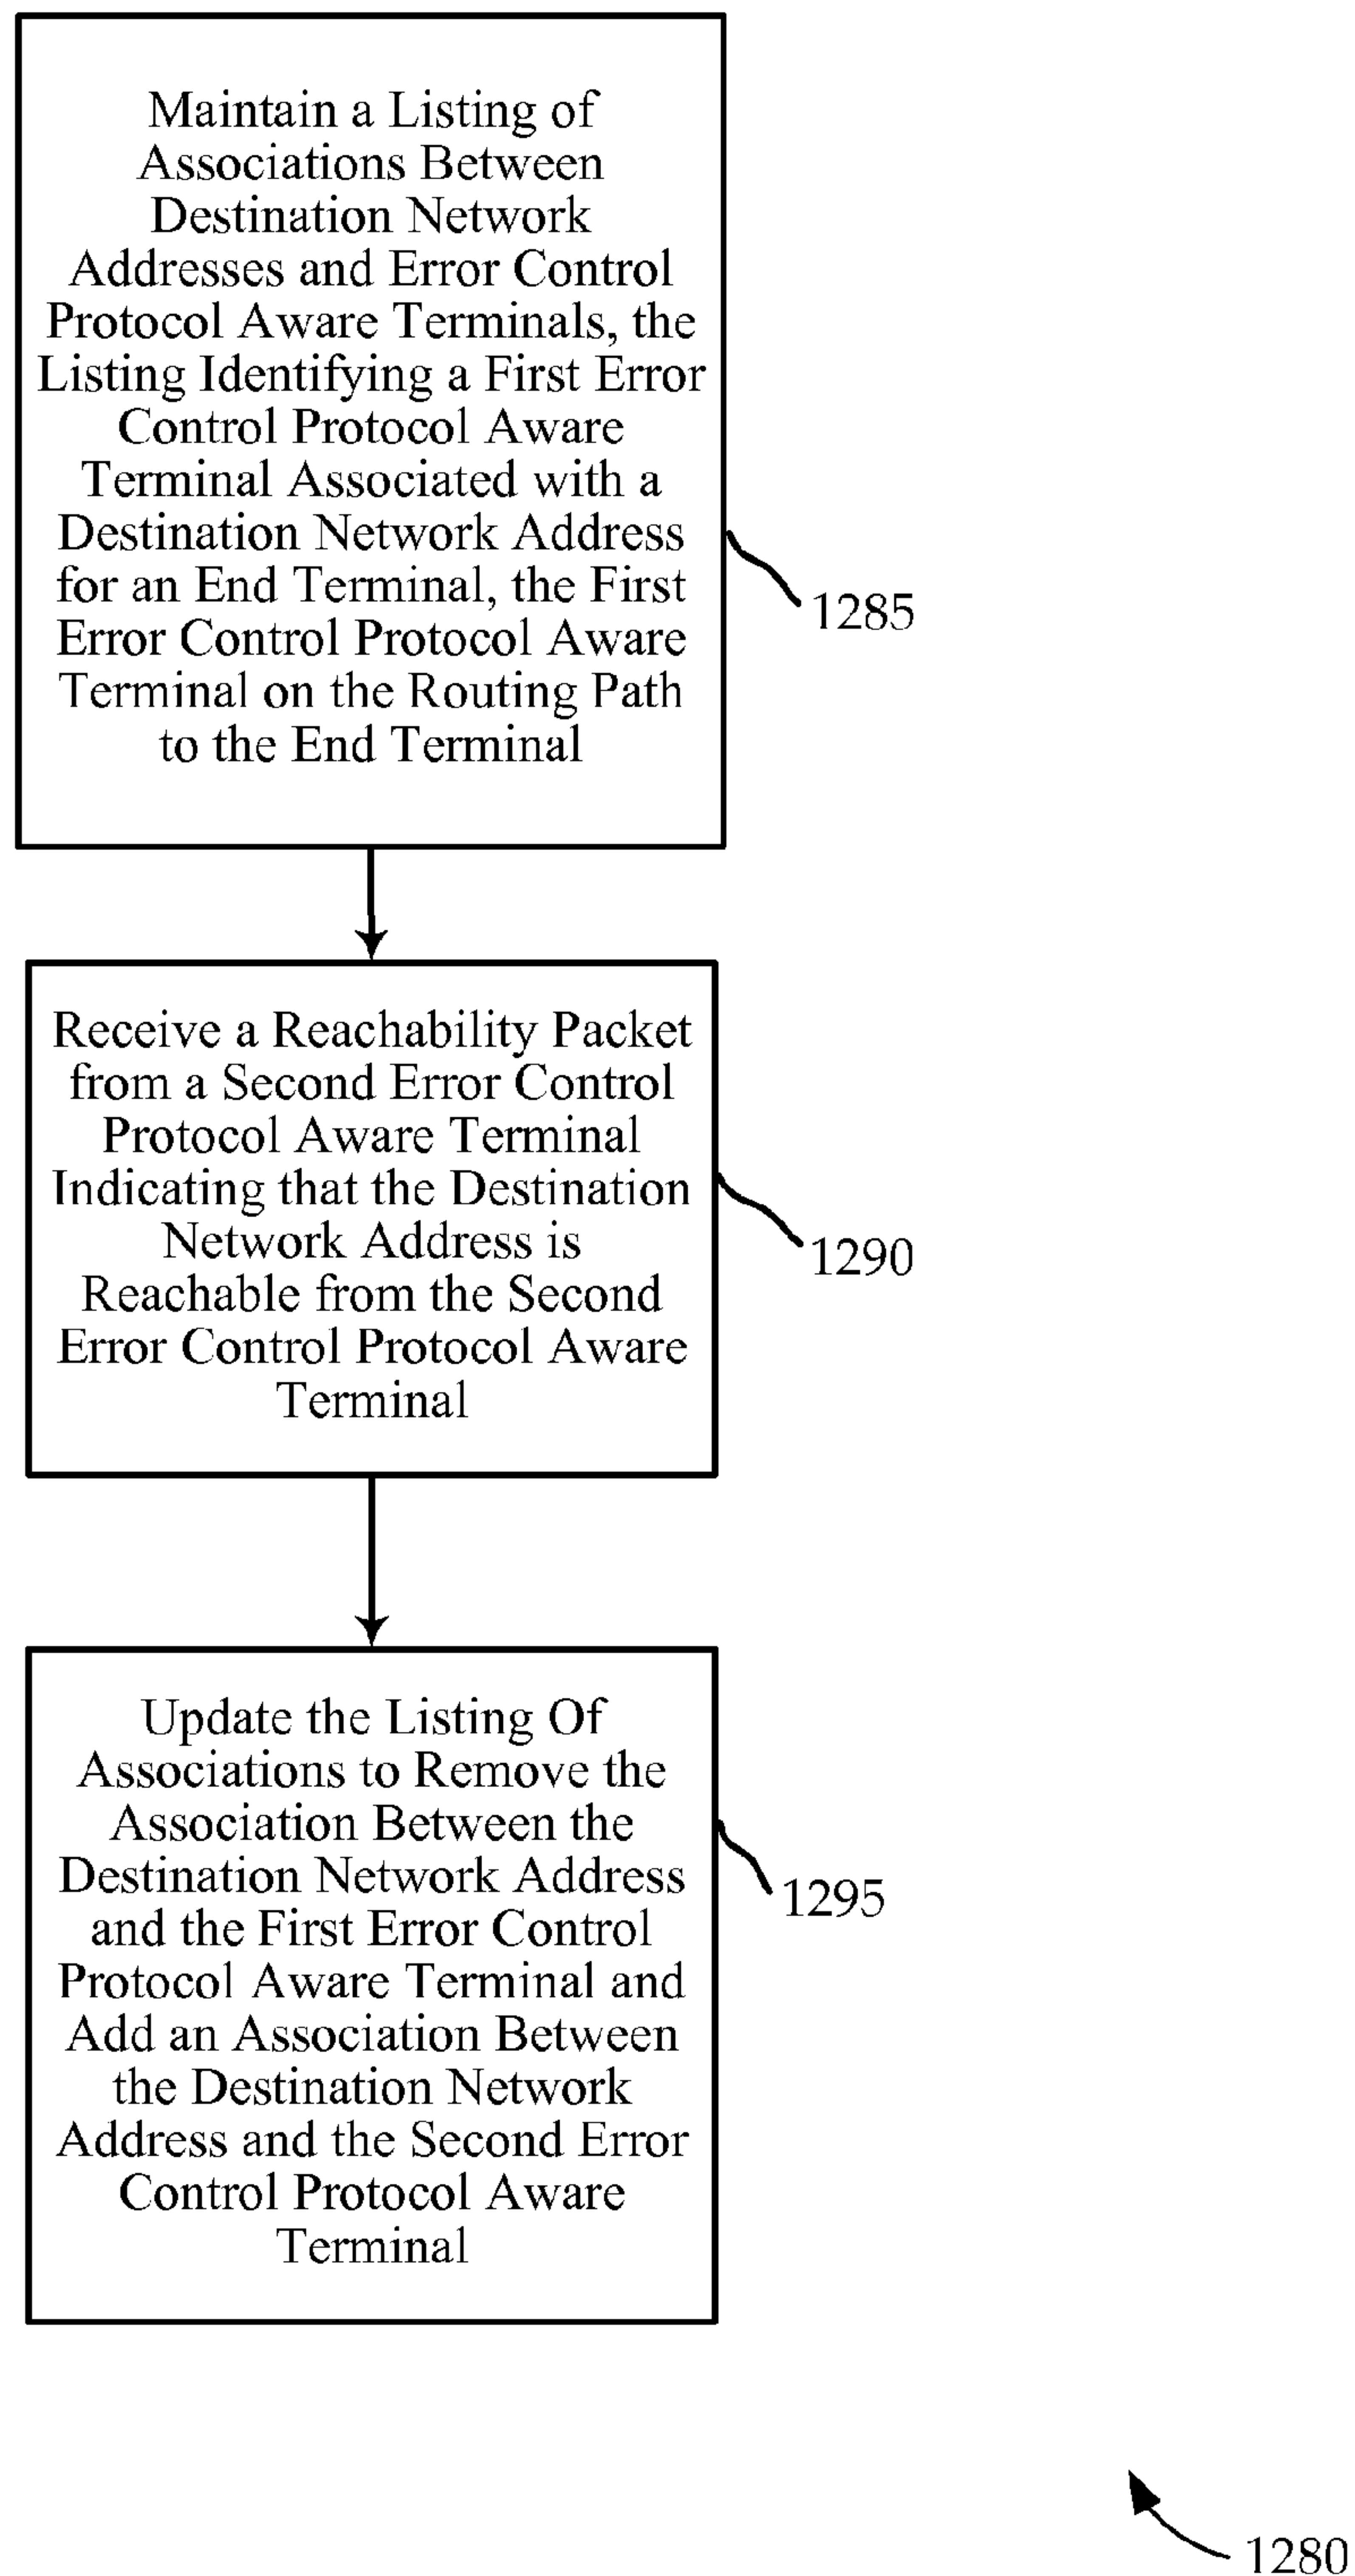 Maintain a Listing of
Associations Between
Destination Network
Addresses and Error Control
Protocol Aware Terminals, the
Listing Identifying a First Error
Control Protocol Aware
Terminal Associated with a
Destination Network Address
for an End Terminal, the First
Error Control Protocol Aware
Terminal on the Routing Path
to the End Terminal
1285
Receive a Reachability Packet
from a Second Error Control
Protocol Aware Terminal
Indicating that the Destination
Network Address is
Reachable from the Second
Error Control Protocol Aware
Terminal
1290
Update the Listing Of
Associations to Remove the
Association Between the
Destination Network Address
and the First Error Control
Protocol Aware Terminal and
Add an Association Between
the Destination Network
Address and the Second Error
Control Protocol Aware
Terminal
1295
1280